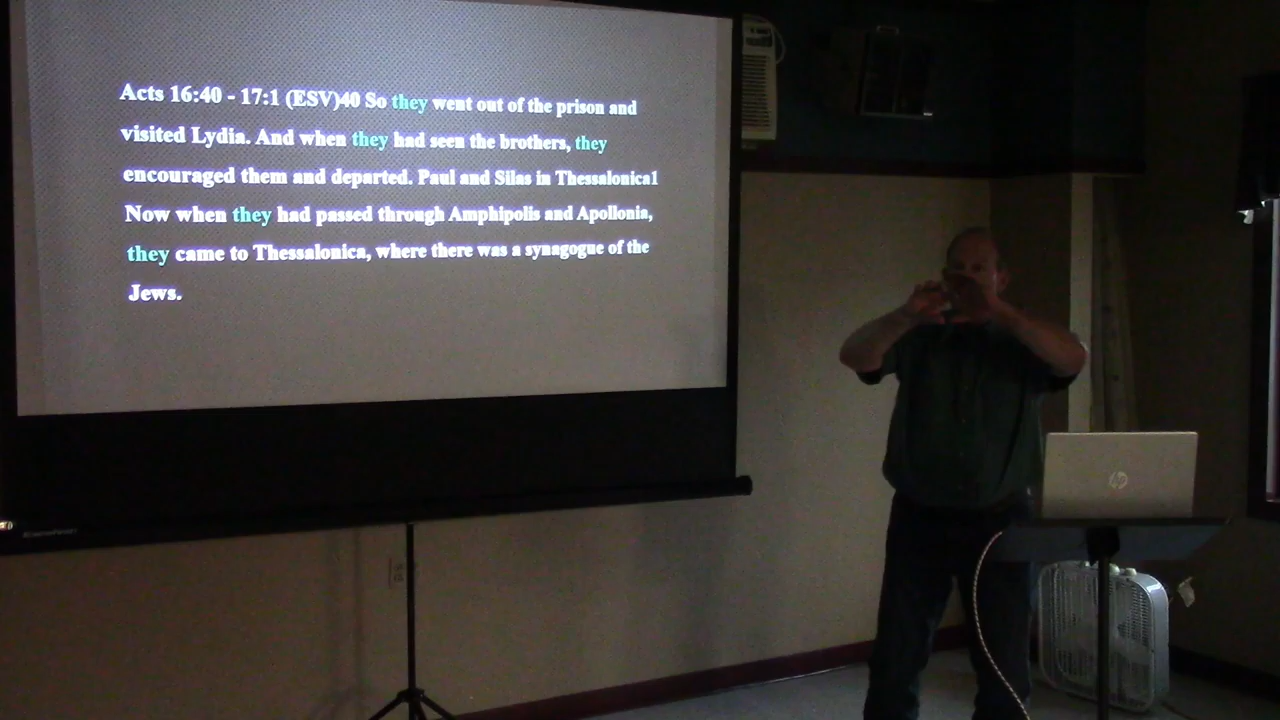 Acts 16:40 - 17:1 (ESV)40 So they went out of the prison and
visited Lydia. And when they had seen the brothers, they
encouraged them and departed. Paul and Silas in Thessalonica1
Now when they had passed through Amphipolis and Apollonia,
they came to Thessalonica, where there was a synagogue of the
Jews.
hp